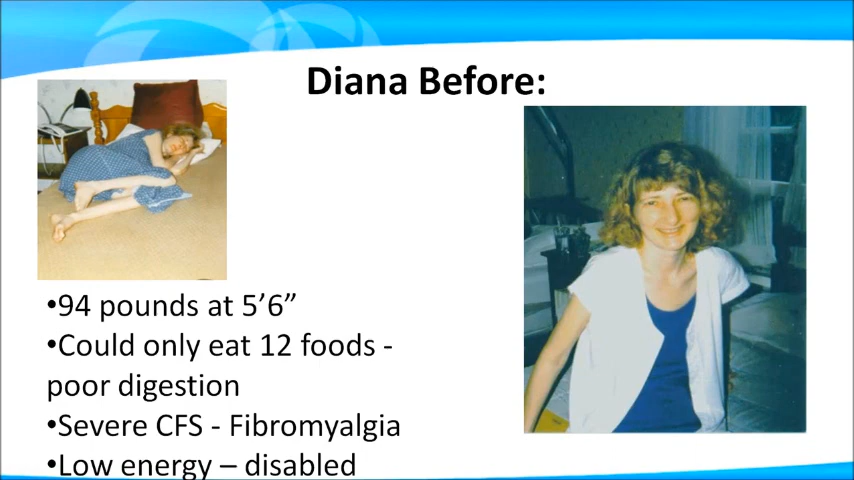 Diana Before:
•94 pounds at 5’6”
•Could only eat 12 foods -
poor digestion
•Severe CFS - Fibromyalgia
•Low energy – disabled